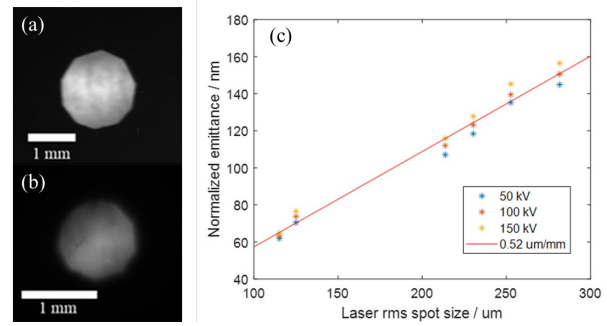 (a)
1 mm
(b)
1 mm
(c)
Normalized emittance / nm
180
160
140
120
100
80
60
40
100
150
200
250
300
Laser rms spot size / um
50 kV
100 kV
150 kV
0.52 um/mm